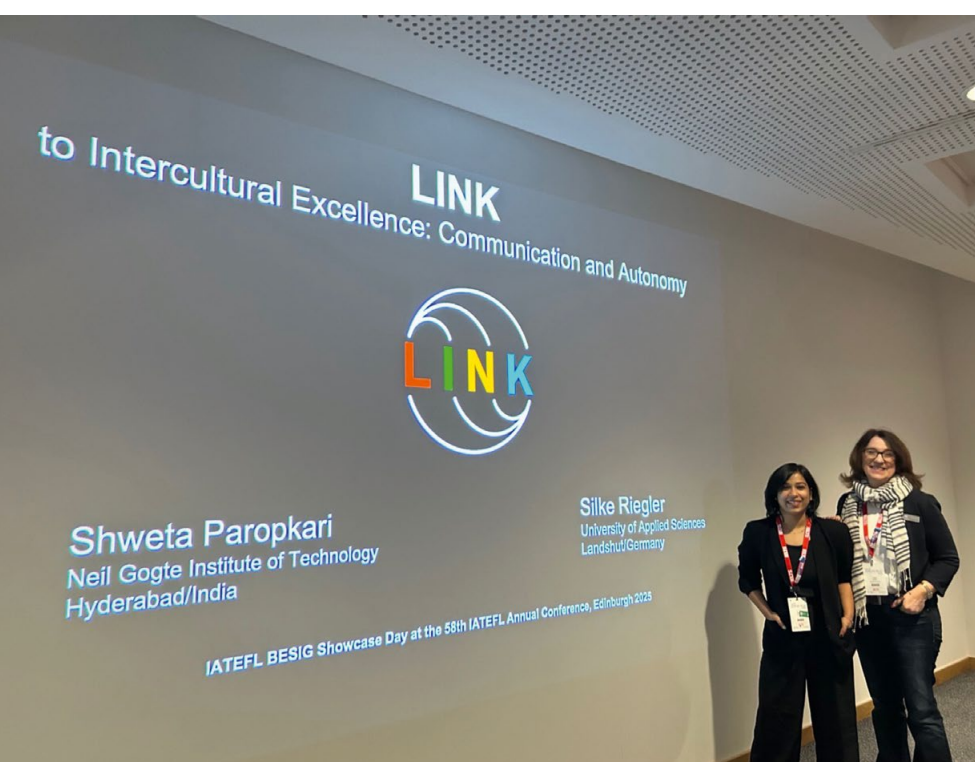 LINK
to Intercultural Excellence: Communication and Autonomy
LINK
Shweta Paropkari
Neil Gogte Institute of Technology
Hyderabad/India
Silke Riegler
University of Applied Sciences
Landshut/Germany
IATEFL BESIG Showcase Day at the 58th IATEFL Annual Conference, Edinburgh 2025